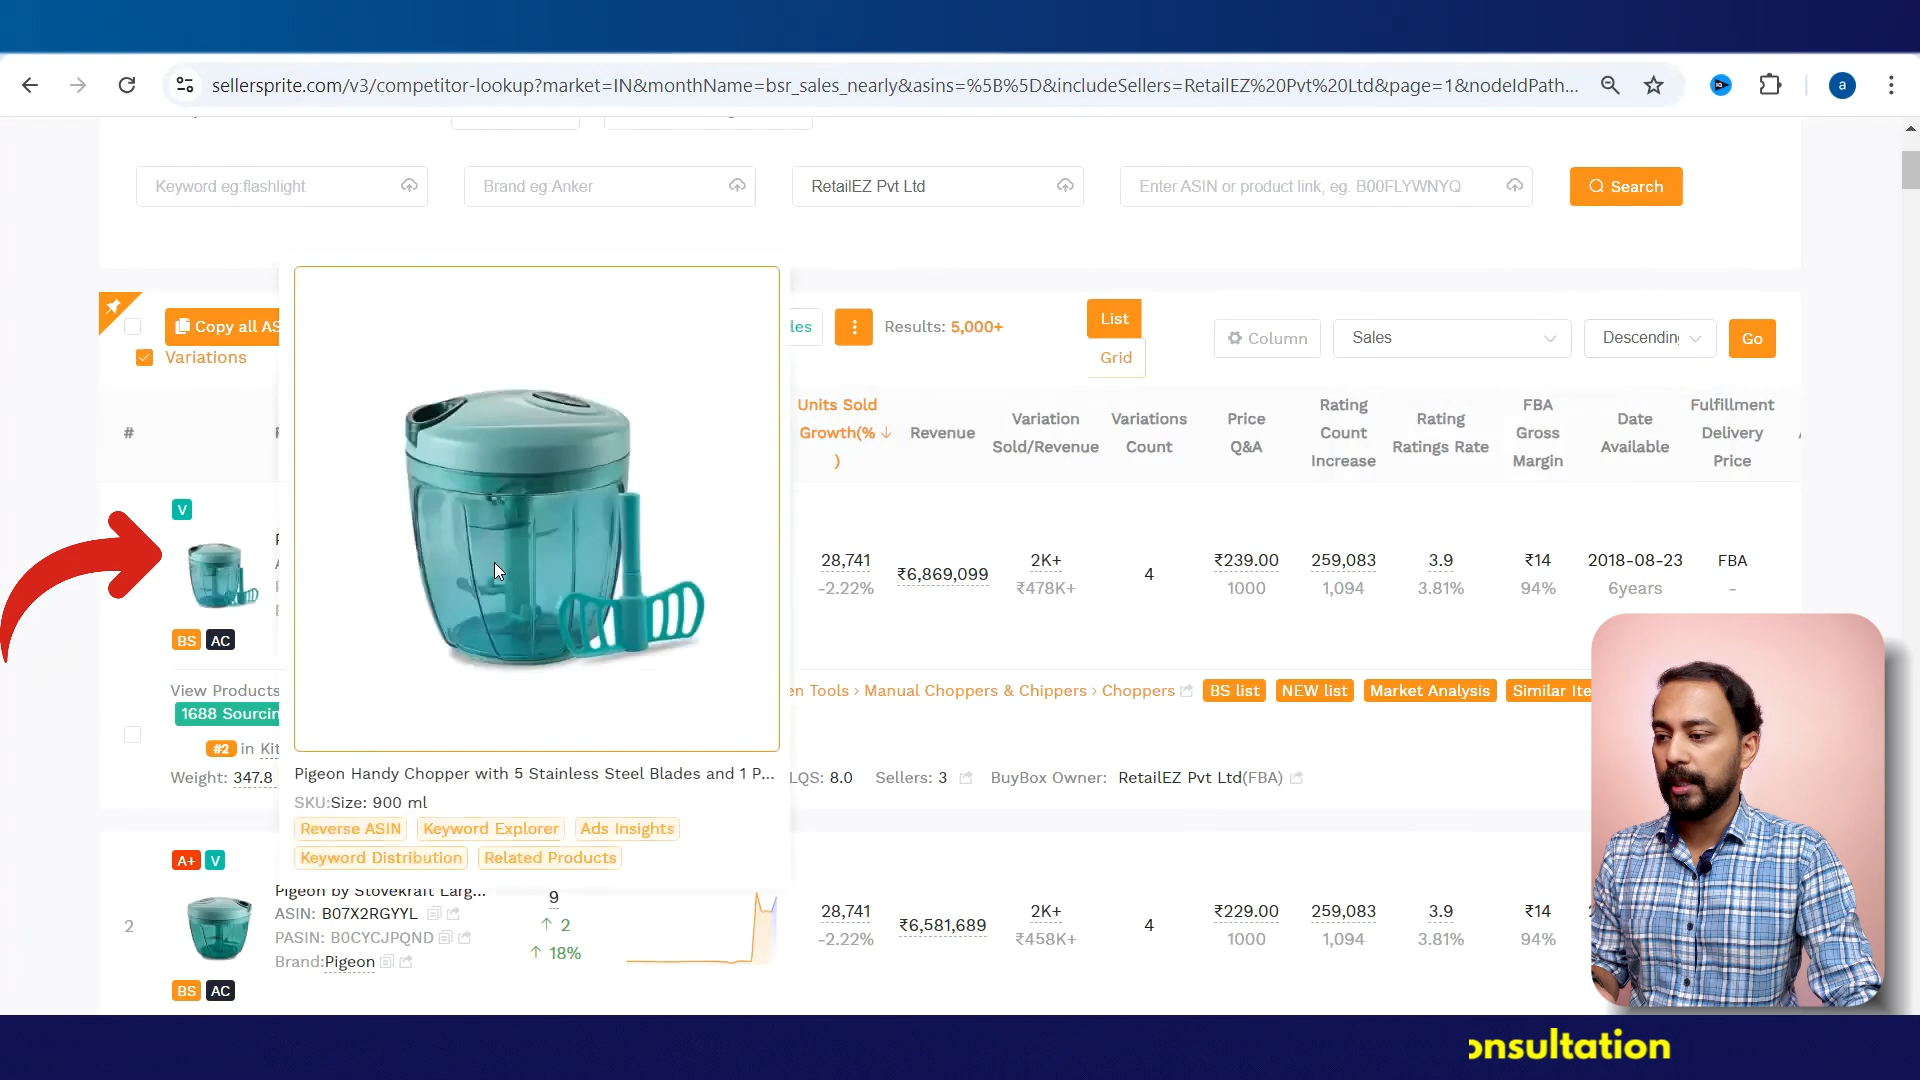 sellersprite.com/v3/competitor-lookup?market=IN&monthName=bsr_sales_nearly&asins=%5B%5D&includeSellers=RetailEZ%20Pvt%20Ltd&page=1&nodeIdPath...
a
Keyword eg:flashlight
Brand eg:Anker
RetailEZ Pvt Ltd
Enter ASIN or product link, eg. B00FLYWNYQ
Search
Copy all AS
les
Results: 5,000+
List
Grid
Column
Sales
Descending
Go
Variations
#
Units Sold Growth(%)
Revenue
Variation Sold/Revenue
Variations Count
Price Q&A
Rating Count Increase
Rating Ratings Rate
FBA Gross Margin
Date Available
Fulfillment Delivery Price
V
28,741
-2.22%
₹6,869,099
2K+
₹478K+
4
₹239.00
1000
259,083
1,094
3.9
3.81%
₹14
94%
2018-08-23
6years
FBA
-
BS AC
View Products
en Tools › Manual Choppers & Chippers › Choppers
BS list
NEW list
Market Analysis
Similar Ite
1688 Sourcin
#2 in Kit
Weight: 347.8
LQS: 8.0 Sellers: 3 BuyBox Owner: RetailEZ Pvt Ltd(FBA)
Pigeon Handy Chopper with 5 Stainless Steel Blades and 1 P...
SKU:Size: 900 ml
Reverse ASIN Keyword Explorer Ads Insights
Keyword Distribution Related Products
A+ V
2
Pigeon by Stovekraft Larg...
ASIN: B07X2RGYYL
PASIN: B0CYCJPQND
Brand:Pigeon
9
↑ 2
↑ 18%
28,741
-2.22%
₹6,581,689
2K+
₹458K+
4
₹229.00
1000
259,083
1,094
3.9
3.81%
₹14
94%
BS AC
onsultation